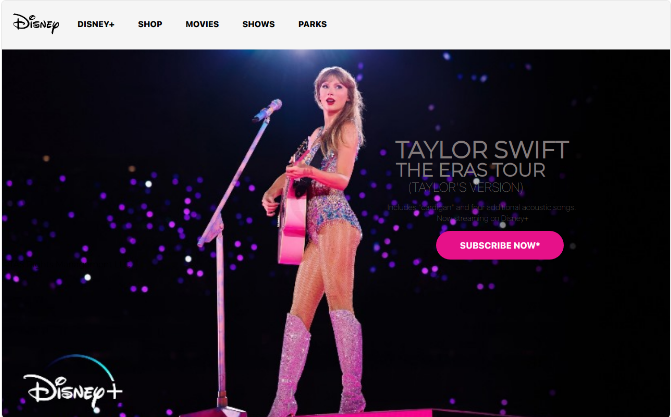 Disney
DISNEY+
SHOP
MOVIES
SHOWS
PARKS
TAYLOR SWIFT
THE ERAS TOUR
(TAYLOR'S VERSION)
Includes "Cardigan" and four additional acoustic songs
Now streaming on Disney+
SUBSCRIBE NOW*
Disney+